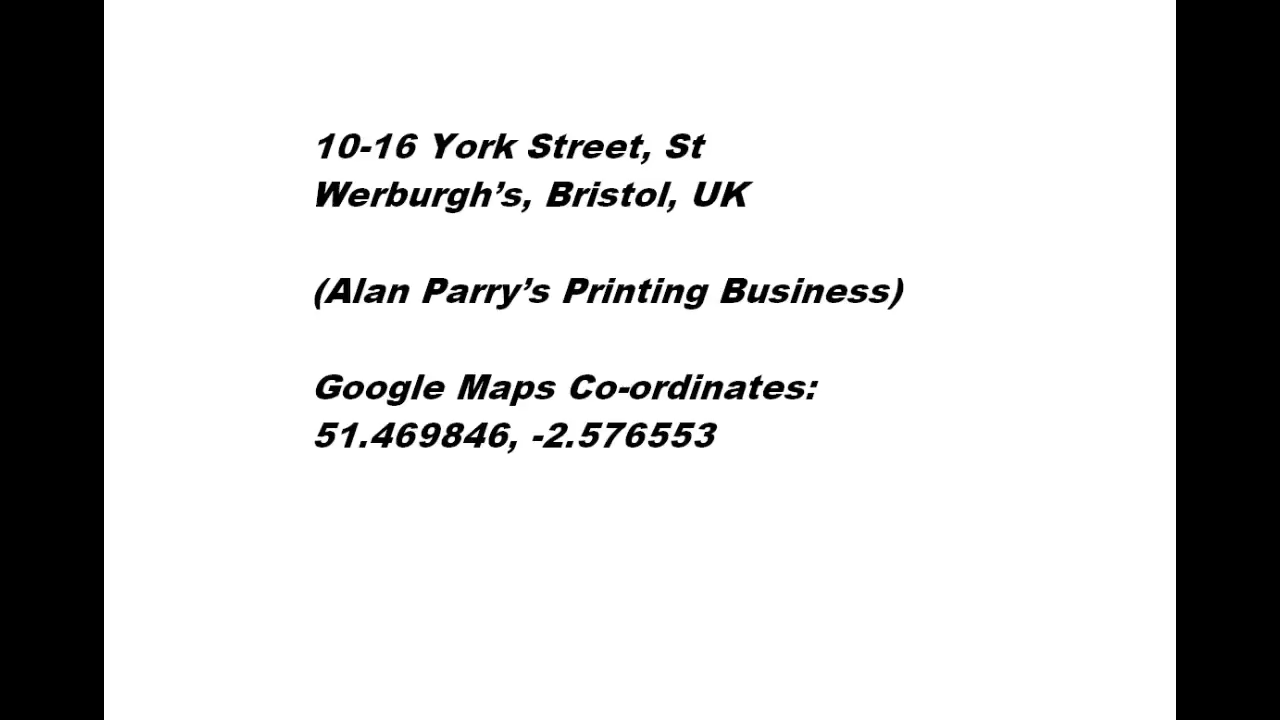 10-16 York Street, St
Werburgh’s, Bristol, UK
(Alan Parry’s Printing Business)
Google Maps Co-ordinates:
51.469846, -2.576553